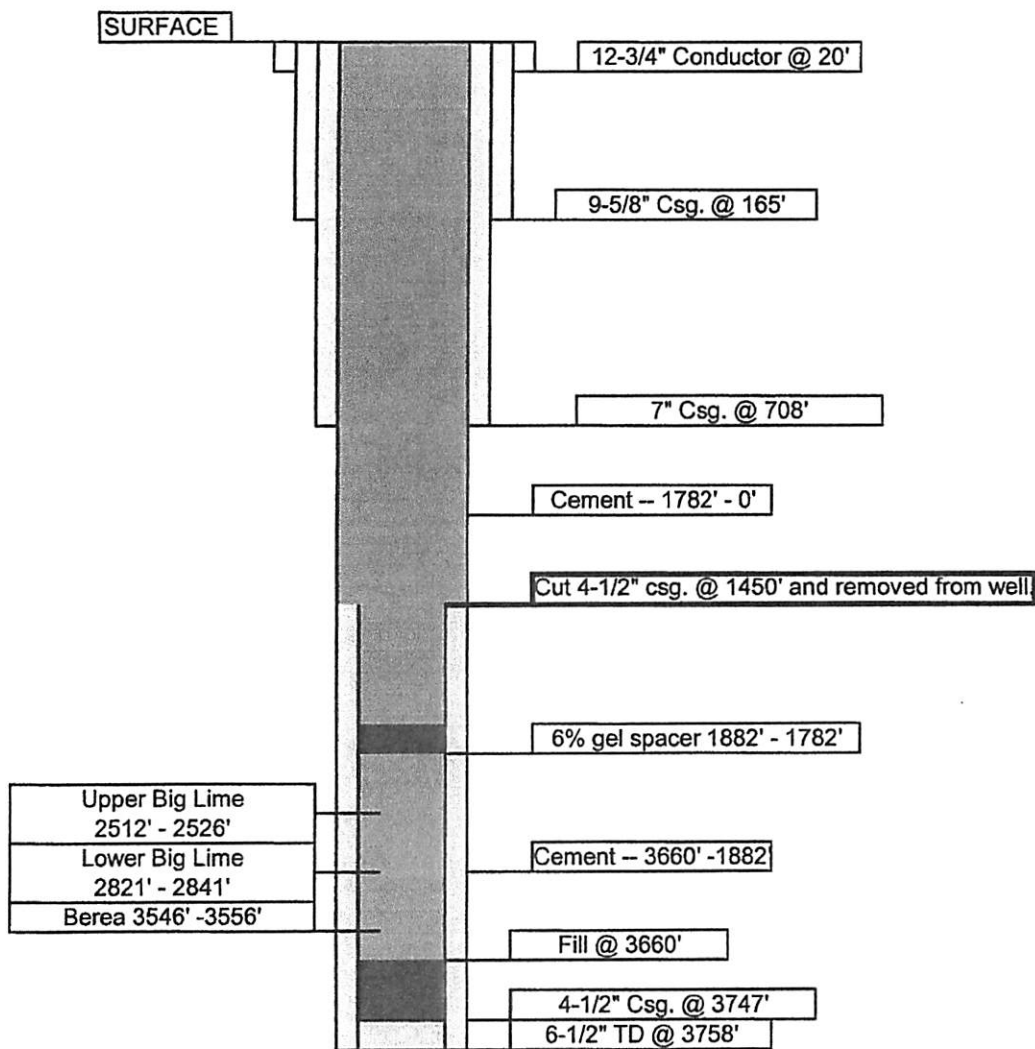 SURFACE
12-3/4" Conductor @ 20'
9-5/8" Csg. @ 165'
7" Csg. @ 708'
Cement -- 1782' - 0'
Cut 4-1/2" csg. @ 1450' and removed from well.
6% gel spacer 1882' - 1782'
Upper Big Lime
2512' - 2526'
Lower Big Lime
2821' - 2841'
Berea 3546' -3556'
Cement -- 3660' -1882'
Fill @ 3660'
4-1/2" Csg. @ 3747'
6-1/2" TD @ 3758'